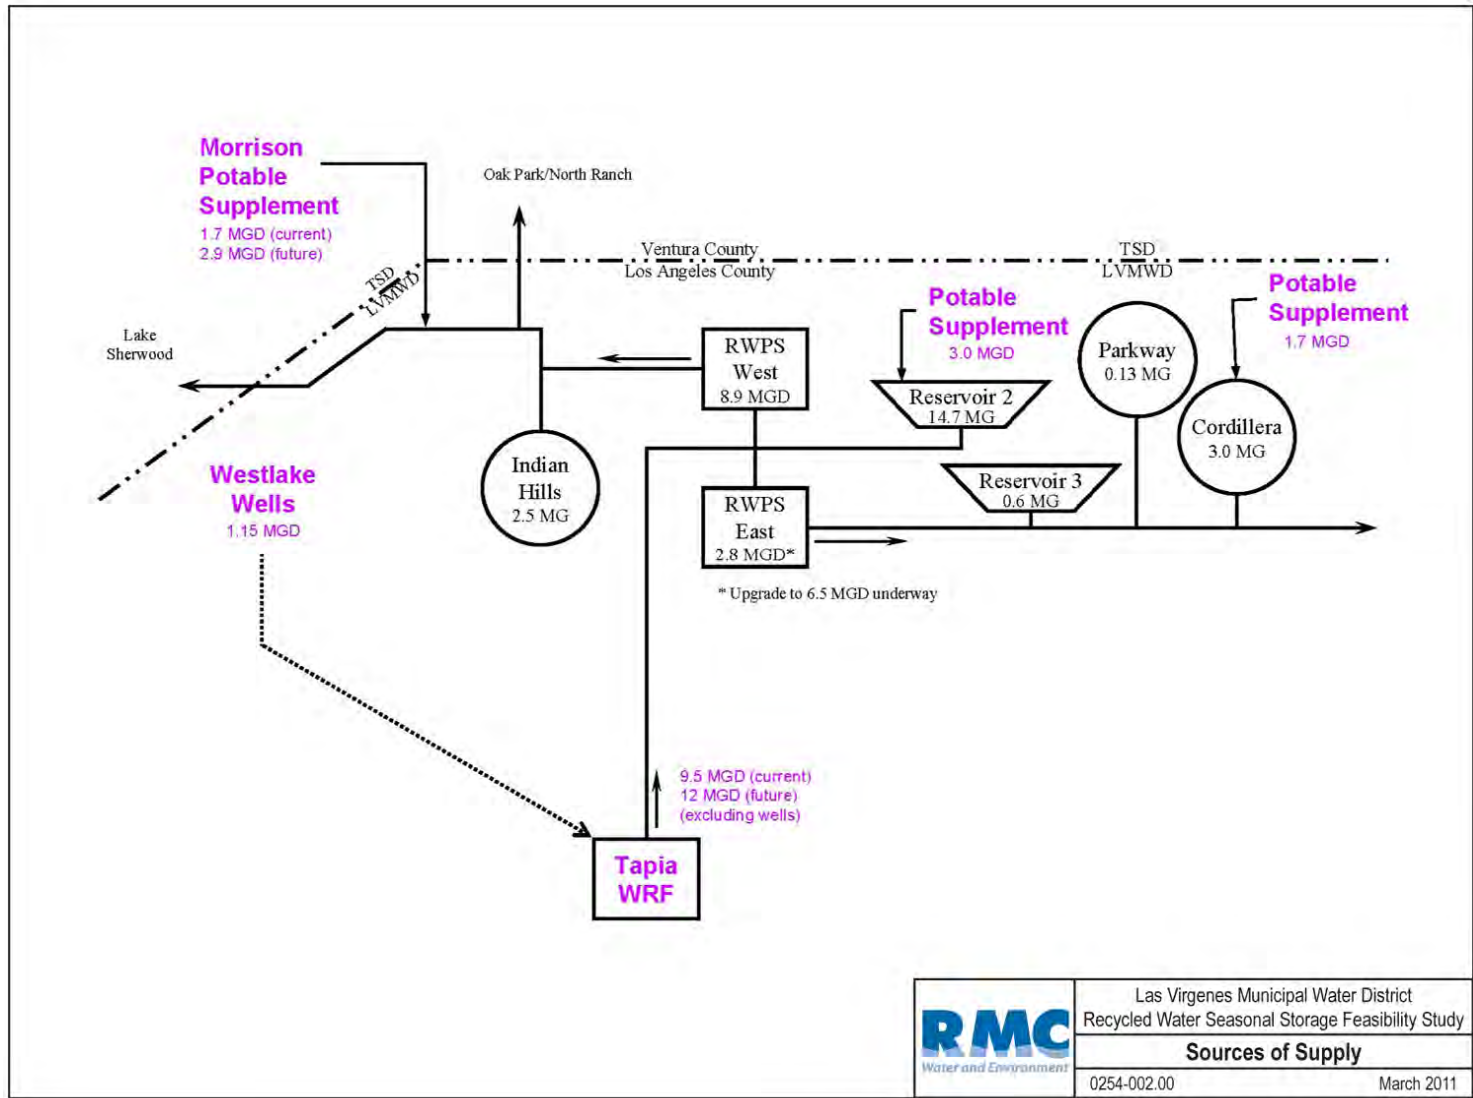 Morrison
Potable
Supplement
1.7 MGD (current)
2.9 MGD (future)
Oak Park/North Ranch
Ventura County
Los Angeles County
TSD
LVMWD
TSD
LVMWD
Lake
Sherwood
RWPS
West
8.9 MGD
Potable
Supplement
3.0 MGD
Reservoir 2
14.7 MG
Parkway
0.13 MG
Potable
Supplement
1.7 MGD
Cordillera
3.0 MG
Westlake
Wells
1.15 MGD
Indian
Hills
2.5 MG
RWPS
East
2.8 MGD*
Reservoir 3
0.6 MG
* Upgrade to 6.5 MGD underway
9.5 MGD (current)
12 MGD (future)
(excluding wells)
Tapia
WRF
RMC
Water and Environment
Las Virgenes Municipal Water District
Recycled Water Seasonal Storage Feasibility Study
Sources of Supply
0254-002.00
March 2011